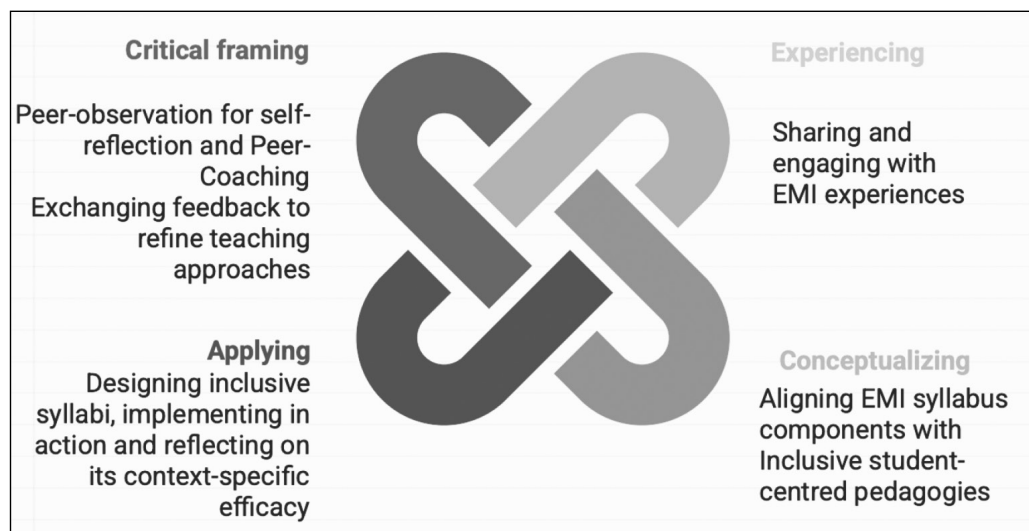 Critical framing
Peer-observation for self-
reflection and Peer-
Coaching
Exchanging feedback to
refine teaching
approaches
Experiencing
Sharing and
engaging with
EMI experiences
Applying
Designing inclusive
syllabi, implementing in
action and reflecting on
its context-specific
efficacy
Conceptualizing
Aligning EMI syllabus
components with
Inclusive student-
centred pedagogies